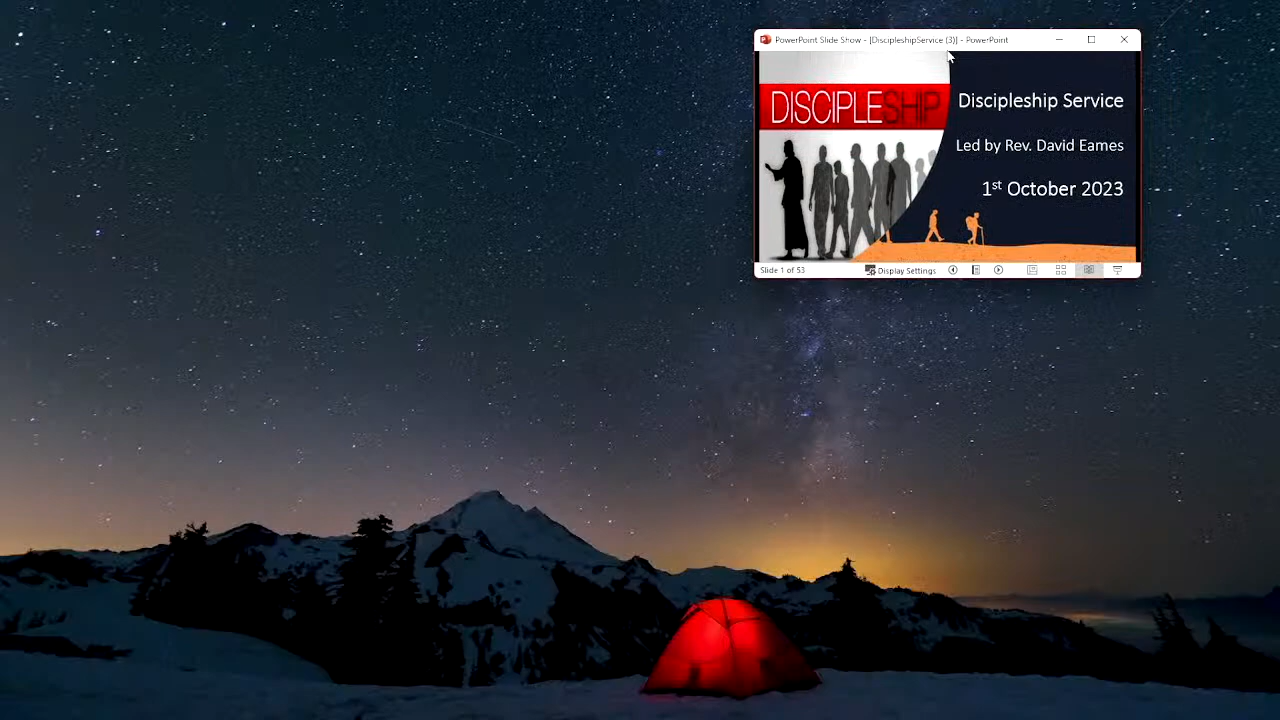 PowerPoint Slide Show - [DiscipleshipService (3)] - PowerPoint
DISCIPLESHIP
Discipleship Service
Led by Rev. David Eames
1st October 2023
Slide 1 of 53
Display Settings